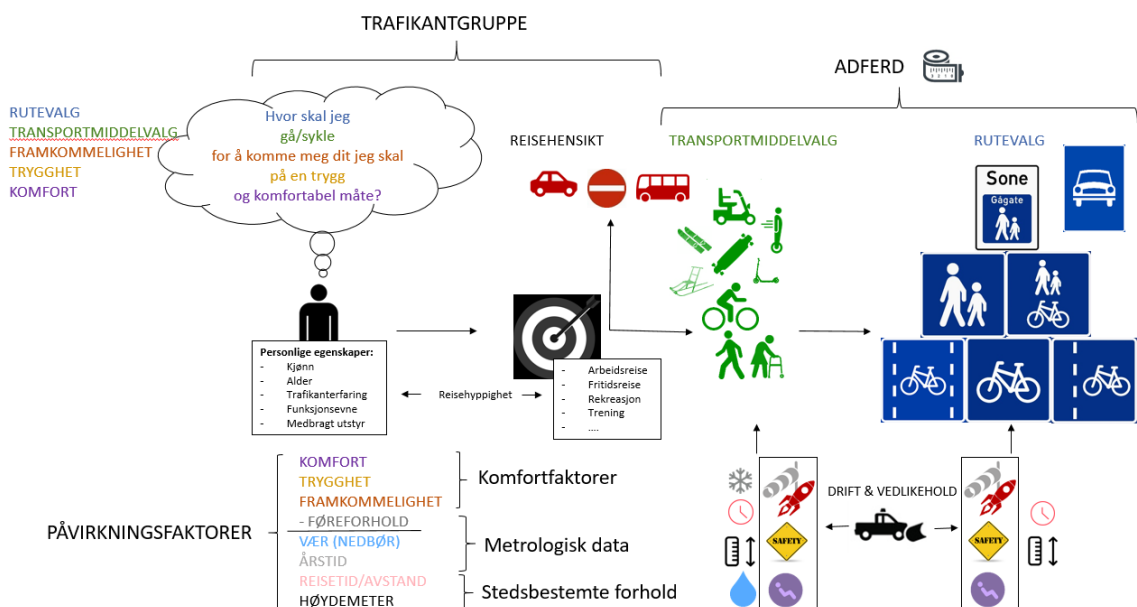 TRAFIKANTGRUPPE
ADFERD
RUTEVALG
TRANSPORTMIDDELVALG
FRAMKOMMELIGHET
TRYGGHET
KOMFORT
Hvor skal jeg
gå/sykle
for å komme meg dit jeg skal
på en trygg
og komfortabel måte?
REISEHENSIKT
TRANSPORTMIDDELVALG
RUTEVALG
Sone
Gågate
Personlige egenskaper:
- Kjønn
- Alder
- Trafikanterfaring
- Funksjonsevne
- Medbragt utstyr
Reisehyppighet
- Arbeidsreise
- Fritidsreise
- Rekreasjon
- Trening
- ....
PÅVIRKNINGSFAKTORER
KOMFORT
TRYGGHET
FRAMKOMMELIGHET
- FØREFORHOLD
VÆR (NEDBØR)
ÅRSTID
REISETID/AVSTAND
HØYDEMETER
Komfortfaktorer
Metrologisk data
Stedsbestemte forhold
DRIFT & VEDLIKEHOLD
SAFETY
SAFETY